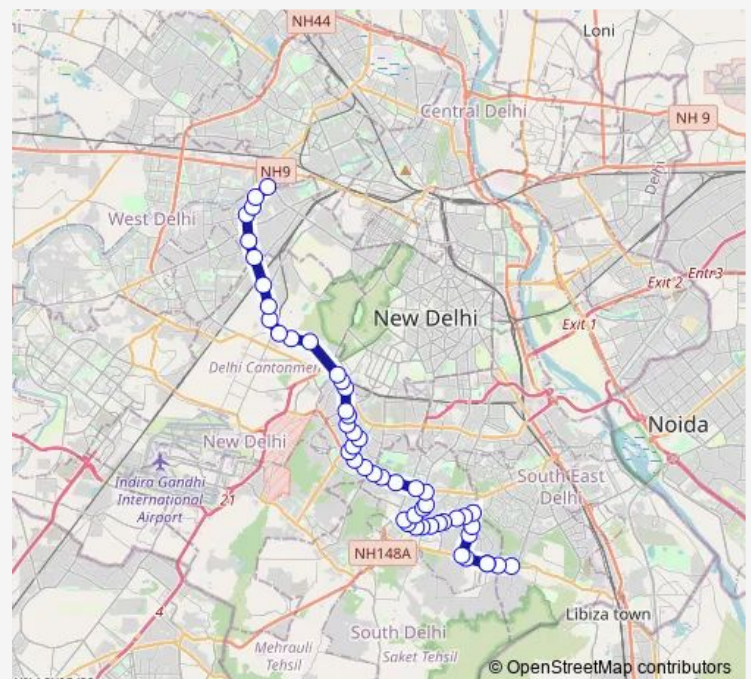 NH44
Loni
Central Delhi
NH 9
Delhi
NH9
West Delhi
Exit 2
Entr3
New Delhi
Exit 1
Delhi Cantonmen
Noida
New Delhi
Indira Gandhi
International
Airport
21
South East
Delhi
NH148A
4
Libiza town
South Delhi
Mehrauli
Tehsil
Saket Tehsil
© OpenStreetMap contributors